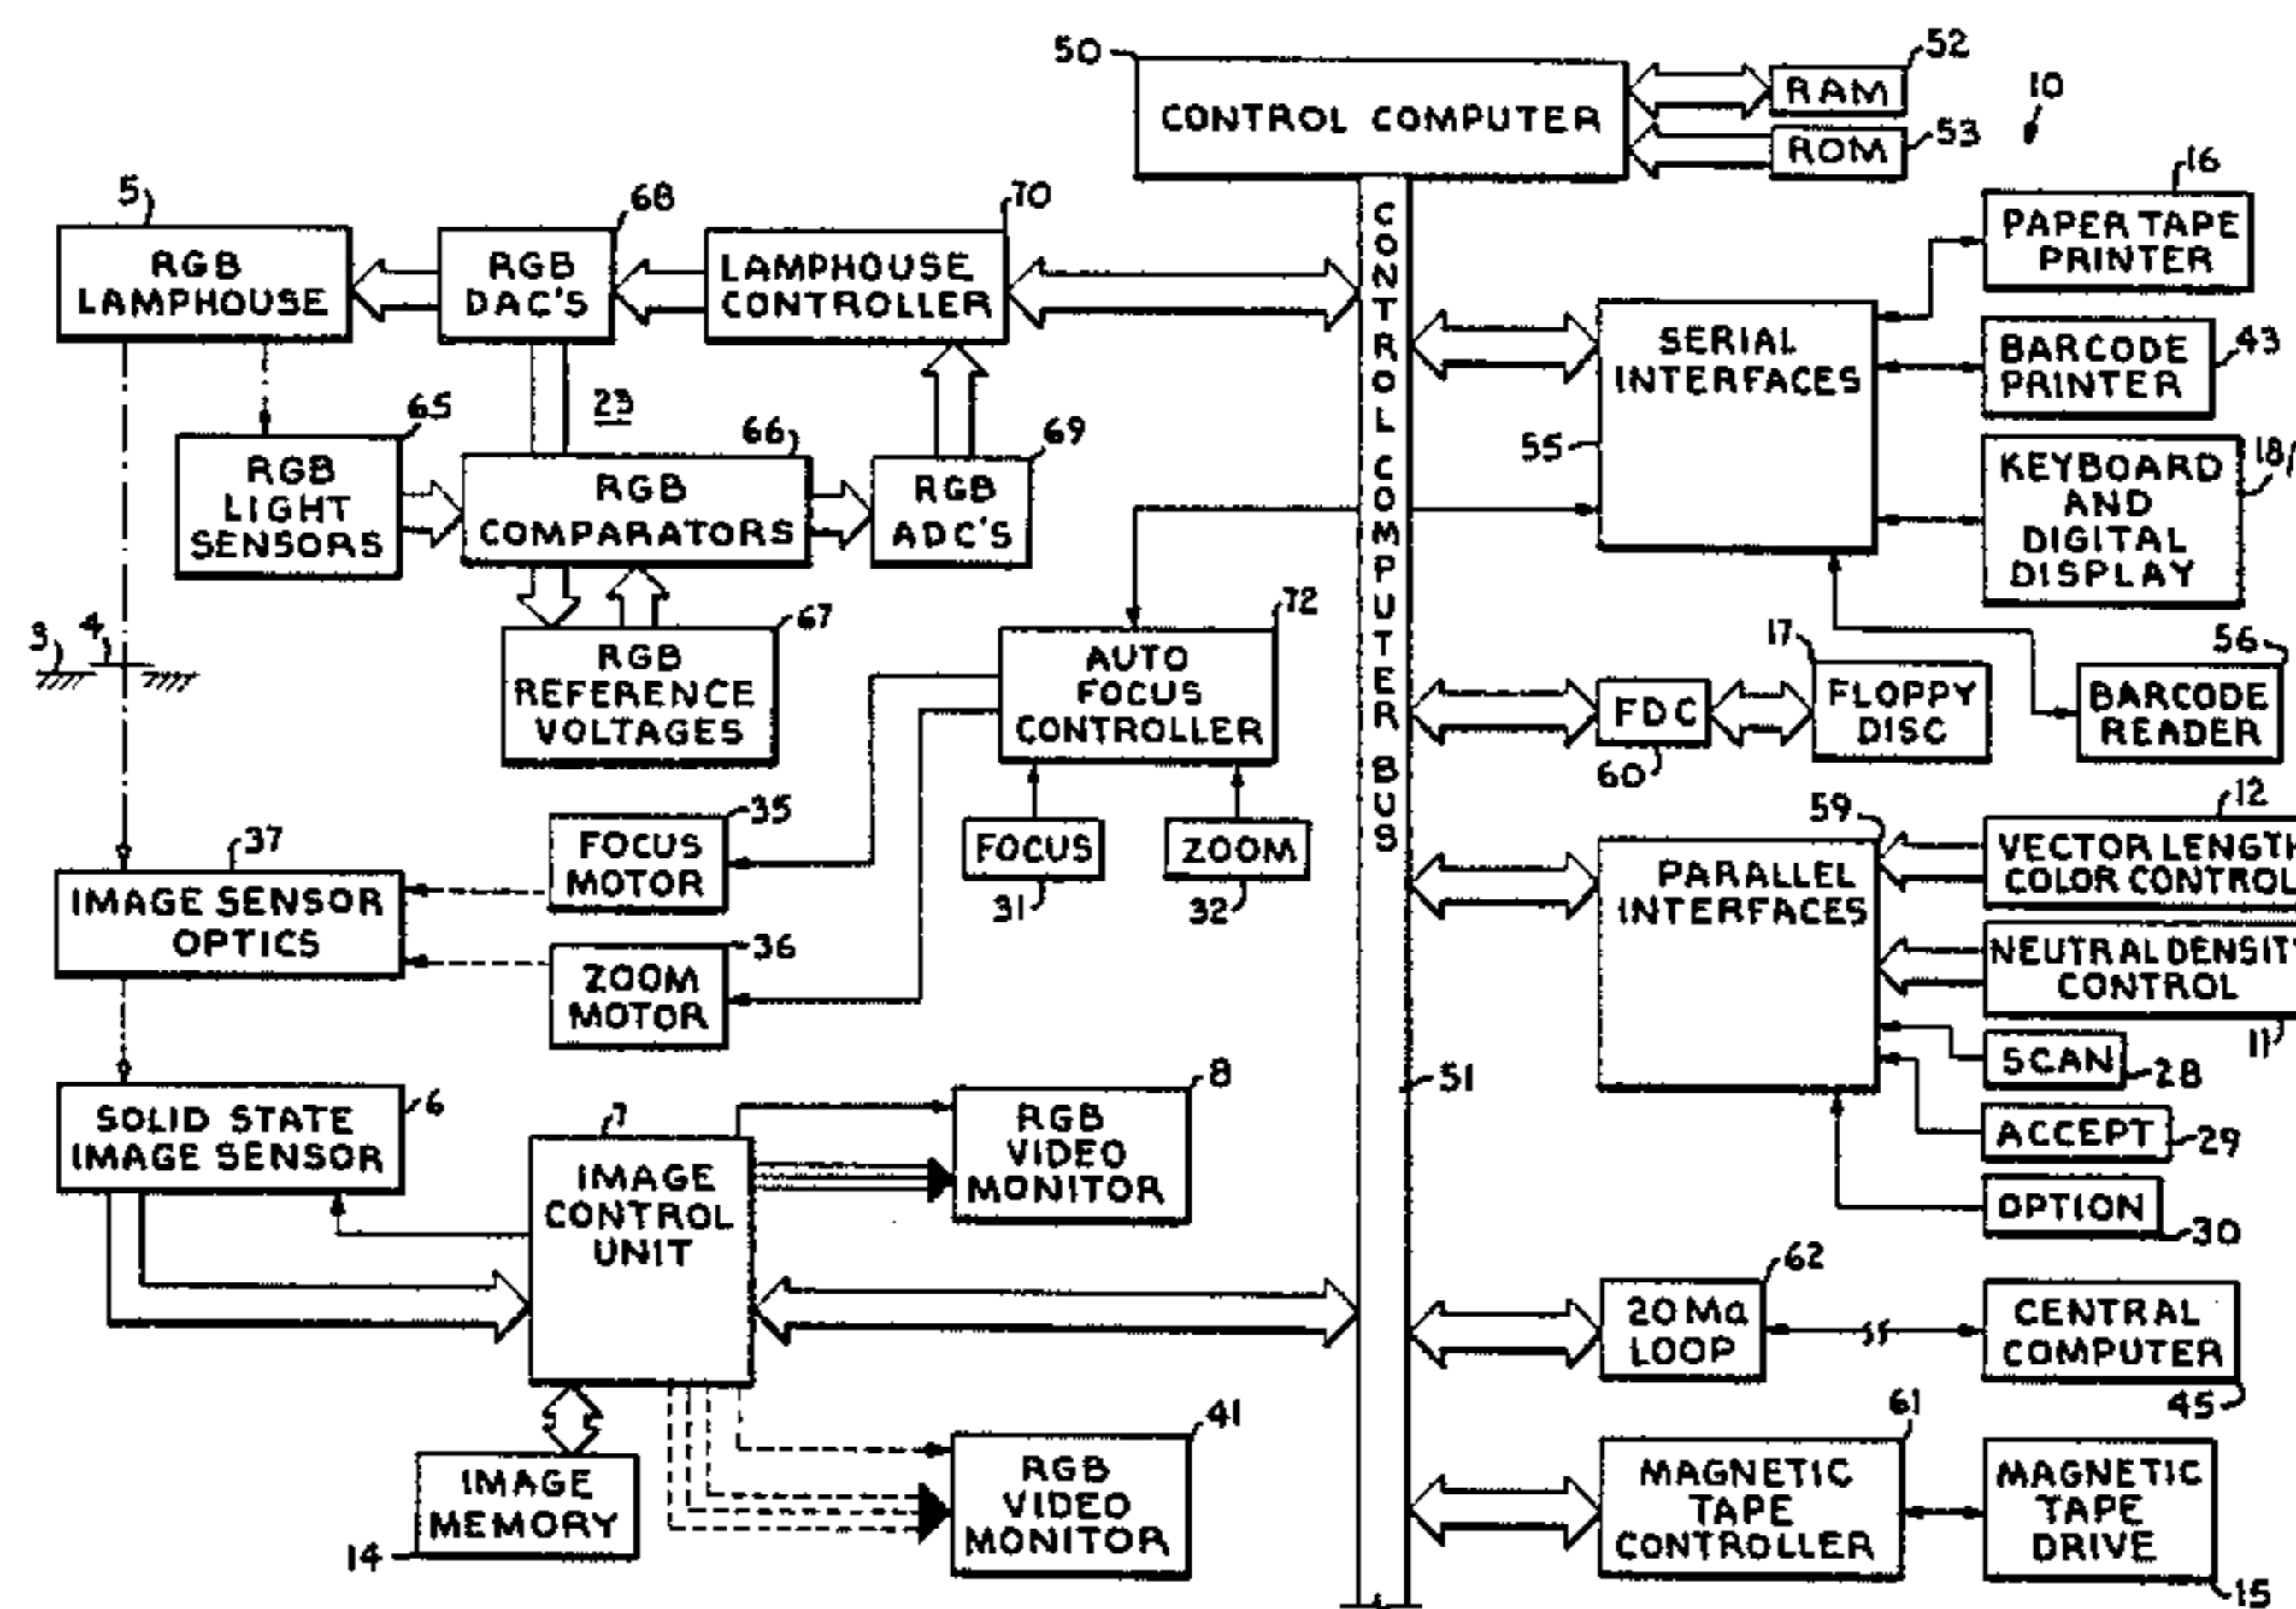 50
CONTROL COMPUTER
52
RAM
53
ROM
10
5
RGB
LAMPHOUSE
68
RGB
DAC'S
70
LAMPHOUSE
CONTROLLER
CONTROL COMPUTER BUS
16
PAPER TAPE
PRINTER
SERIAL
INTERFACES
55
BARCODE
PRINTER
43
KEYBOARD
AND
DIGITAL
DISPLAY
18
23
65
RGB
LIGHT
SENSORS
66
RGB
COMPARATORS
69
RGB
ADC'S
67
RGB
REFERENCE
VOLTAGES
3
4
72
AUTO
FOCUS
CONTROLLER
FDC
60
17
FLOPPY
DISC
56
BARCODE
READER
35
FOCUS
MOTOR
FOCUS
31
ZOOM
32
37
IMAGE SENSOR
OPTICS
36
ZOOM
MOTOR
59
PARALLEL
INTERFACES
12
VECTOR LENGTH
COLOR CONTROL
NEUTRAL DENSITY
CONTROL
11
SCAN
28
ACCEPT
29
OPTION
30
51
6
SOLID STATE
IMAGE SENSOR
7
IMAGE
CONTROL
UNIT
8
RGB
VIDEO
MONITOR
62
20 Ma
LOOP
CENTRAL
COMPUTER
45
IMAGE
MEMORY
14
41
RGB
VIDEO
MONITOR
61
MAGNETIC
TAPE
CONTROLLER
MAGNETIC
TAPE
DRIVE
15